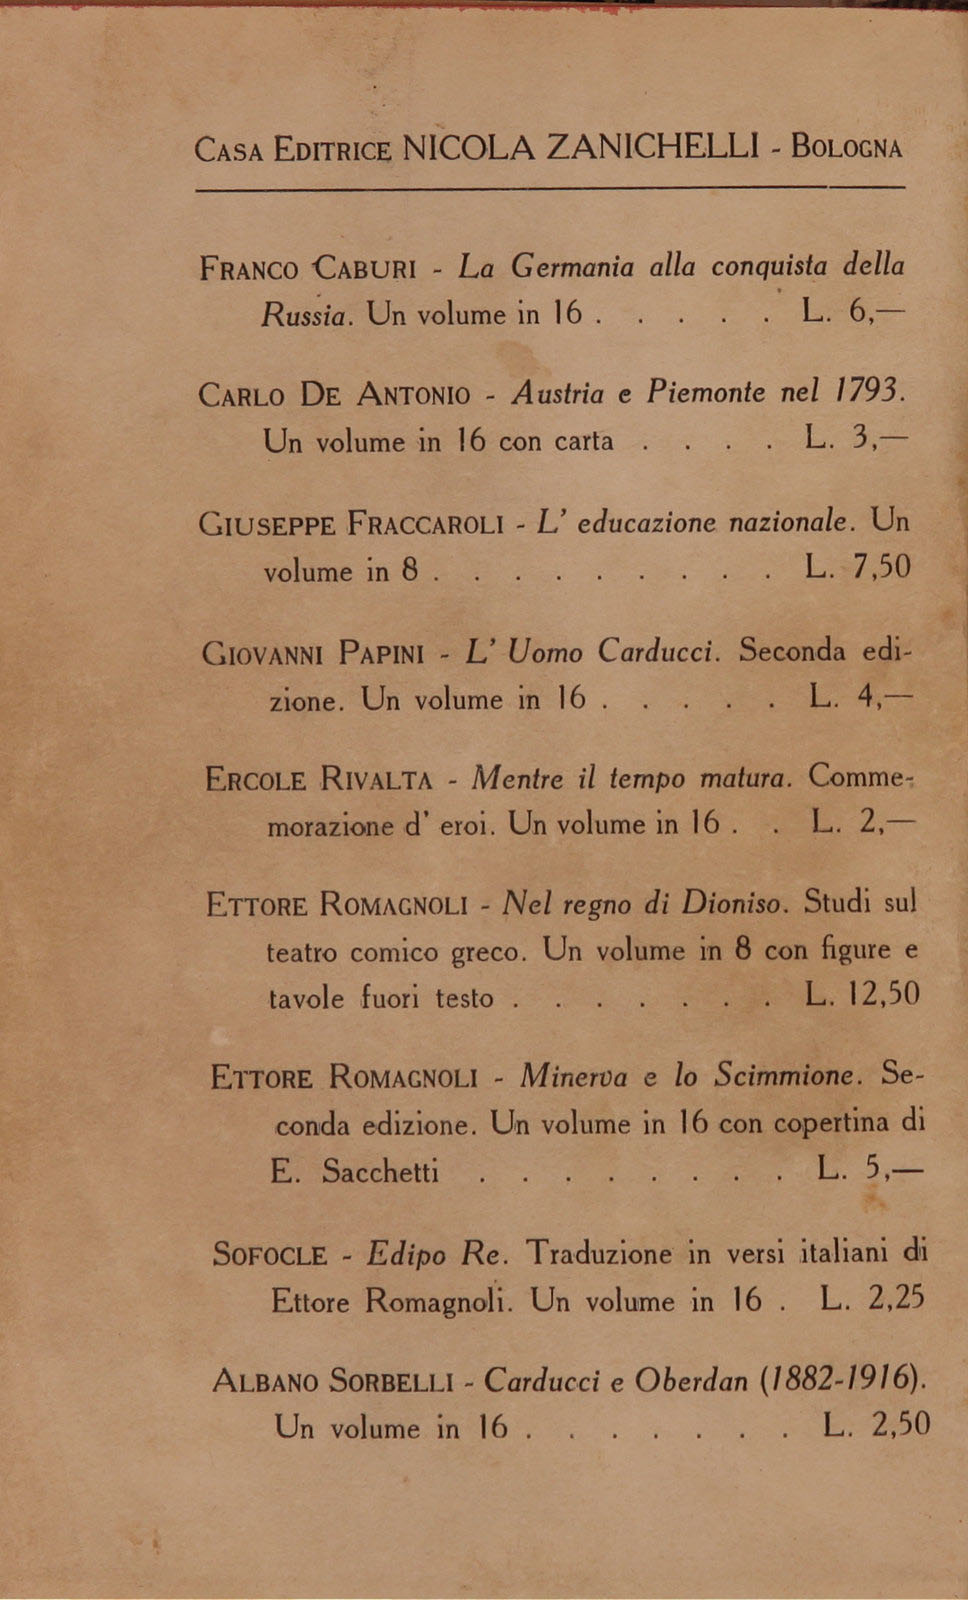 CASA EDITRICE NICOLA ZANICHELLI - BOLOGNA
FRANCO CABURI - La Germania alla conquista della
Russia. Un volume in 16 . . . . . L. 6,—
CARLO DE ANTONIO - Austria e Piemonte nel 1793.
Un volume in 16 con carta . . . . L. 3,—
GIUSEPPE FRACCAROLI - L' educazione nazionale. Un
volume in 8 . . . . . . . . . L. 7,50
GIOVANNI PAPINI - L' Uomo Carducci. Seconda edi-
zione. Un volume in 16 . . . . . L. 4,—
ERCOLE RIVALTA - Mentre il tempo matura. Comme-
morazione d' eroi. Un volume in 16 . . L. 2,—
ETTORE ROMAGNOLI - Nel regno di Dioniso. Studi sul
teatro comico greco. Un volume in 8 con figure e
tavole fuori testo . . . . . . . L. 12,50
ETTORE ROMAGNOLI - Minerva e lo Scimmione. Se-
conda edizione. Un volume in 16 con copertina di
E. Sacchetti . . . . . . . . L. 5,—
SOFOCLE - Edipo Re. Traduzione in versi italiani di
Ettore Romagnoli. Un volume in 16 . L. 2,25
ALBANO SORBELLI - Carducci e Oberdan (1882-1916).
Un volume in 16 . . . . . . . L. 2,50